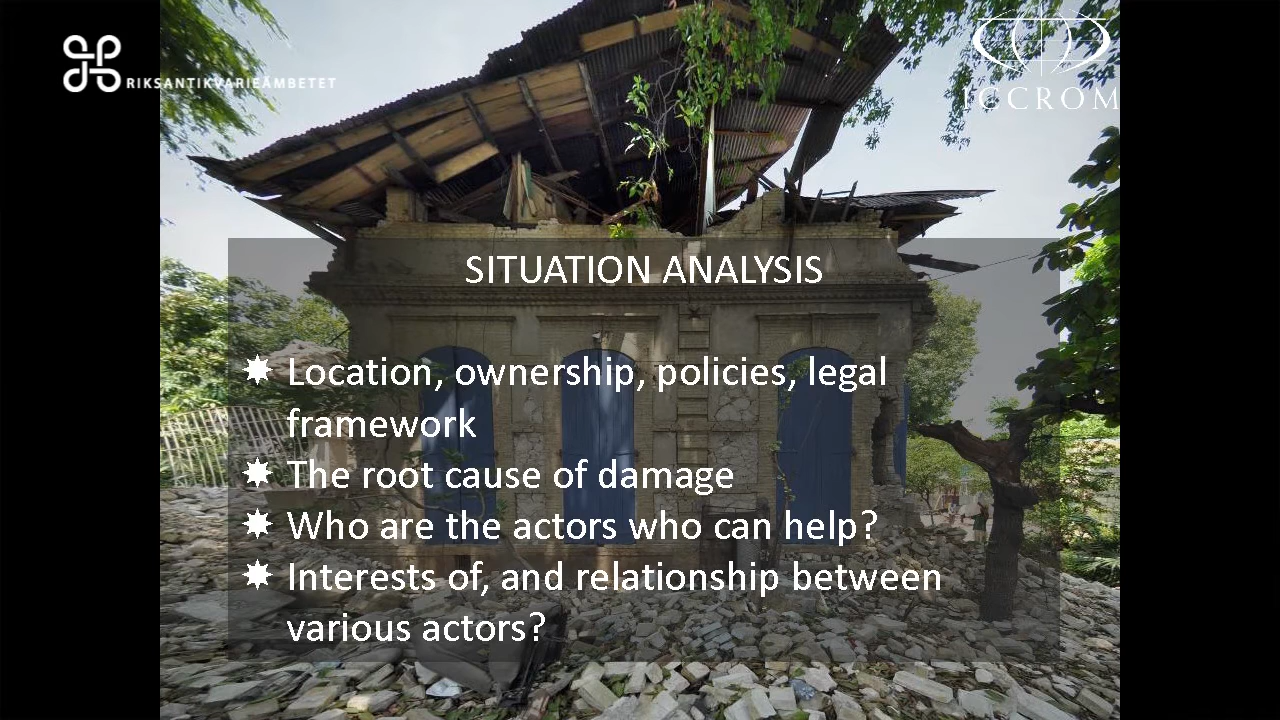 RIKSANTIKVARIEÄMBETET
ICCROM
SITUATION ANALYSIS
Location, ownership, policies, legal
framework
The root cause of damage
Who are the actors who can help?
Interests of, and relationship between
various actors?